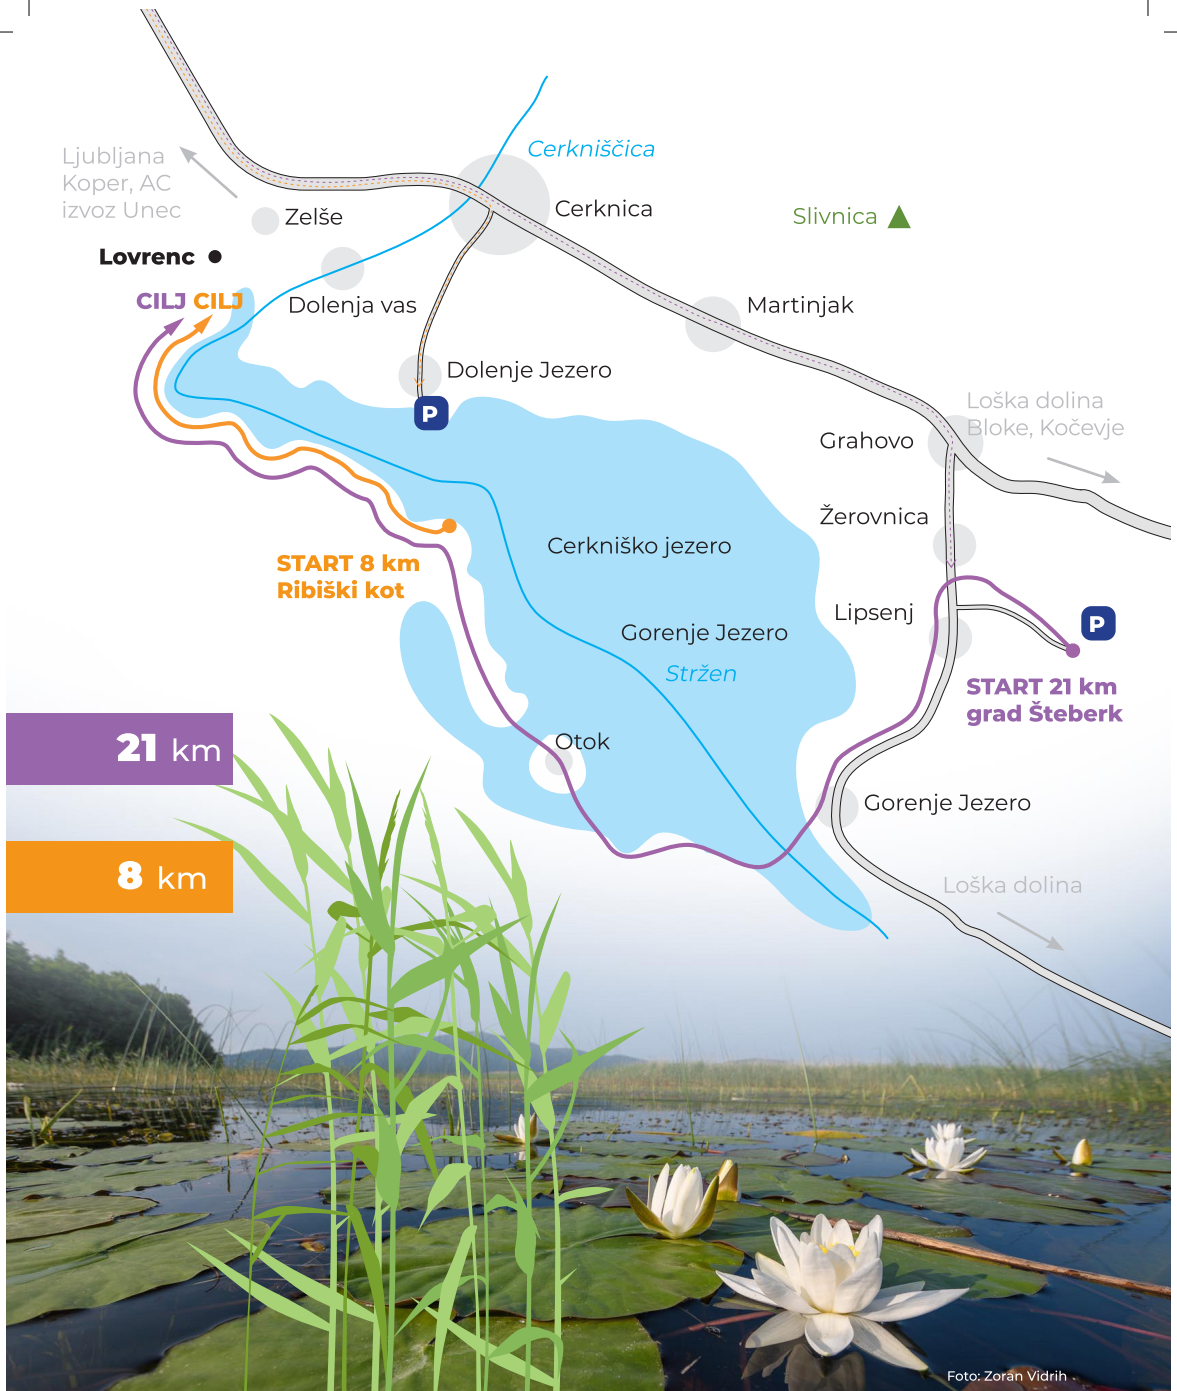 Cerkniščica
Ljubljana
Koper, AC
izvoz Unec
Zelše
Cerknica
Slivnica
Lovrenc
CILJ CILJ
Dolenja vas
Martinjak
Dolenje Jezero
P
Loška dolina
Bloke, Kočevje
Grahovo
Žerovnica
Cerkniško jezero
START 8 km
Ribiški kot
Lipsenj
P
Gorenje Jezero
Stržen
START 21 km
grad Šteberk
Otok
21 km
Gorenje Jezero
8 km
Loška dolina
Foto: Zoran Vidrih